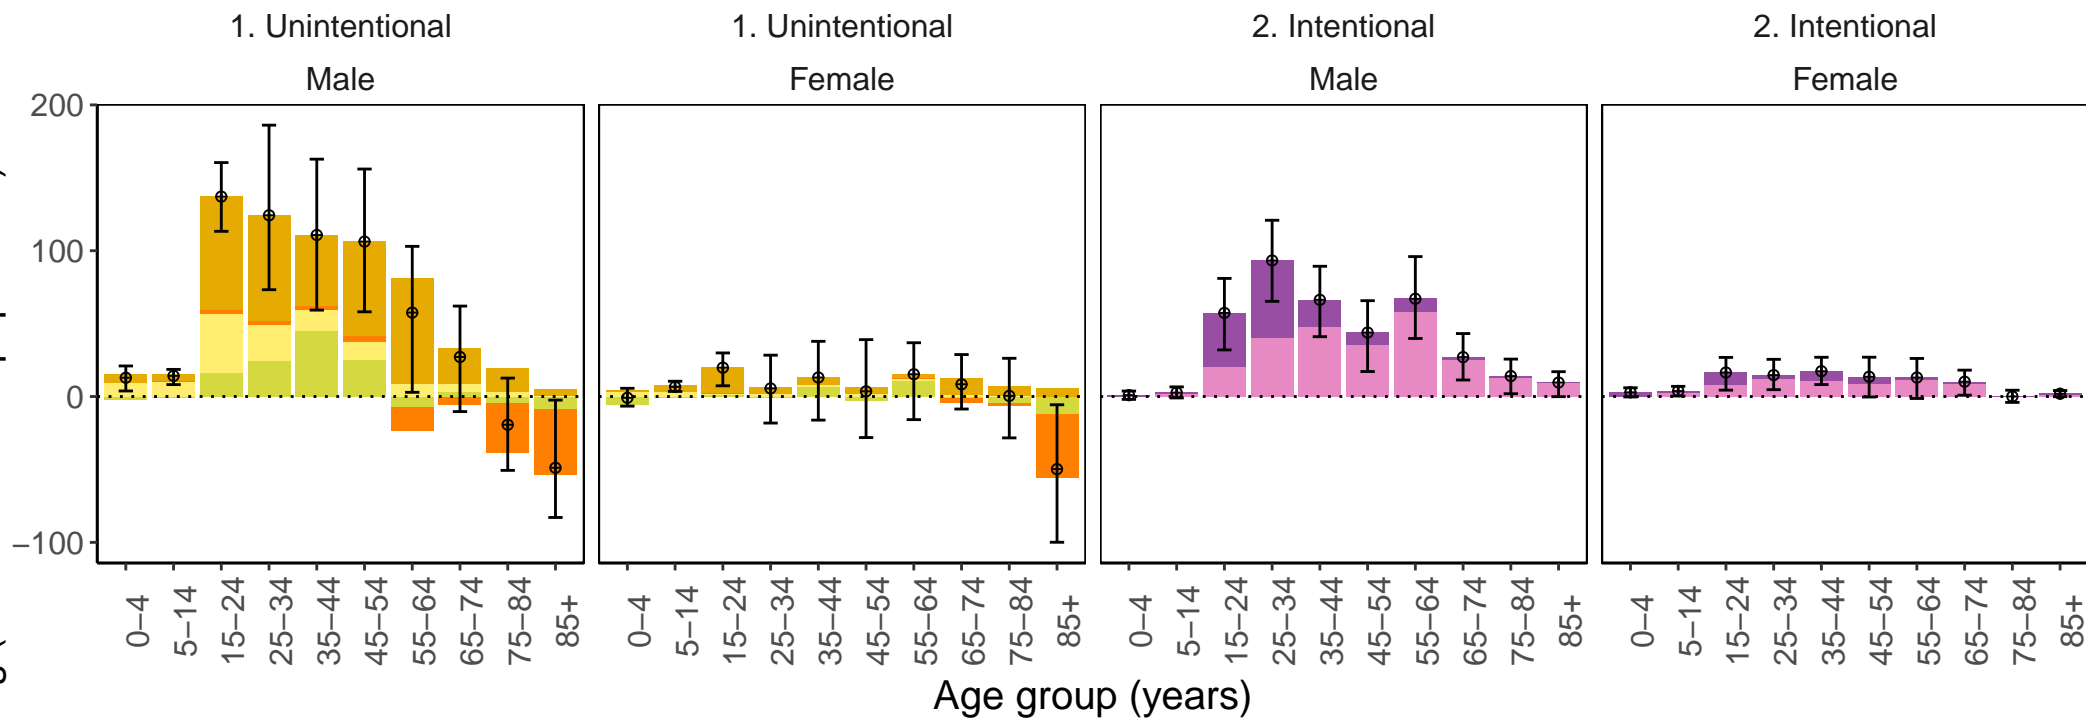 1. Unintentional 1. Unintentional 2. Intentional 2. Intentional
Male Female Male Female
200
100
0
−100
0−4 5−14 15−24 25−34 35−44 45−54 55−64 65−74 75−84 85+
0−4 5−14 15−24 25−34 35−44 45−54 55−64 65−74 75−84 85+
0−4 5−14 15−24 25−34 35−44 45−54 55−64 65−74 75−84 85+
0−4 5−14 15−24 25−34 35−44 45−54 55−64 65−74 75−84 85+
Age group (years)